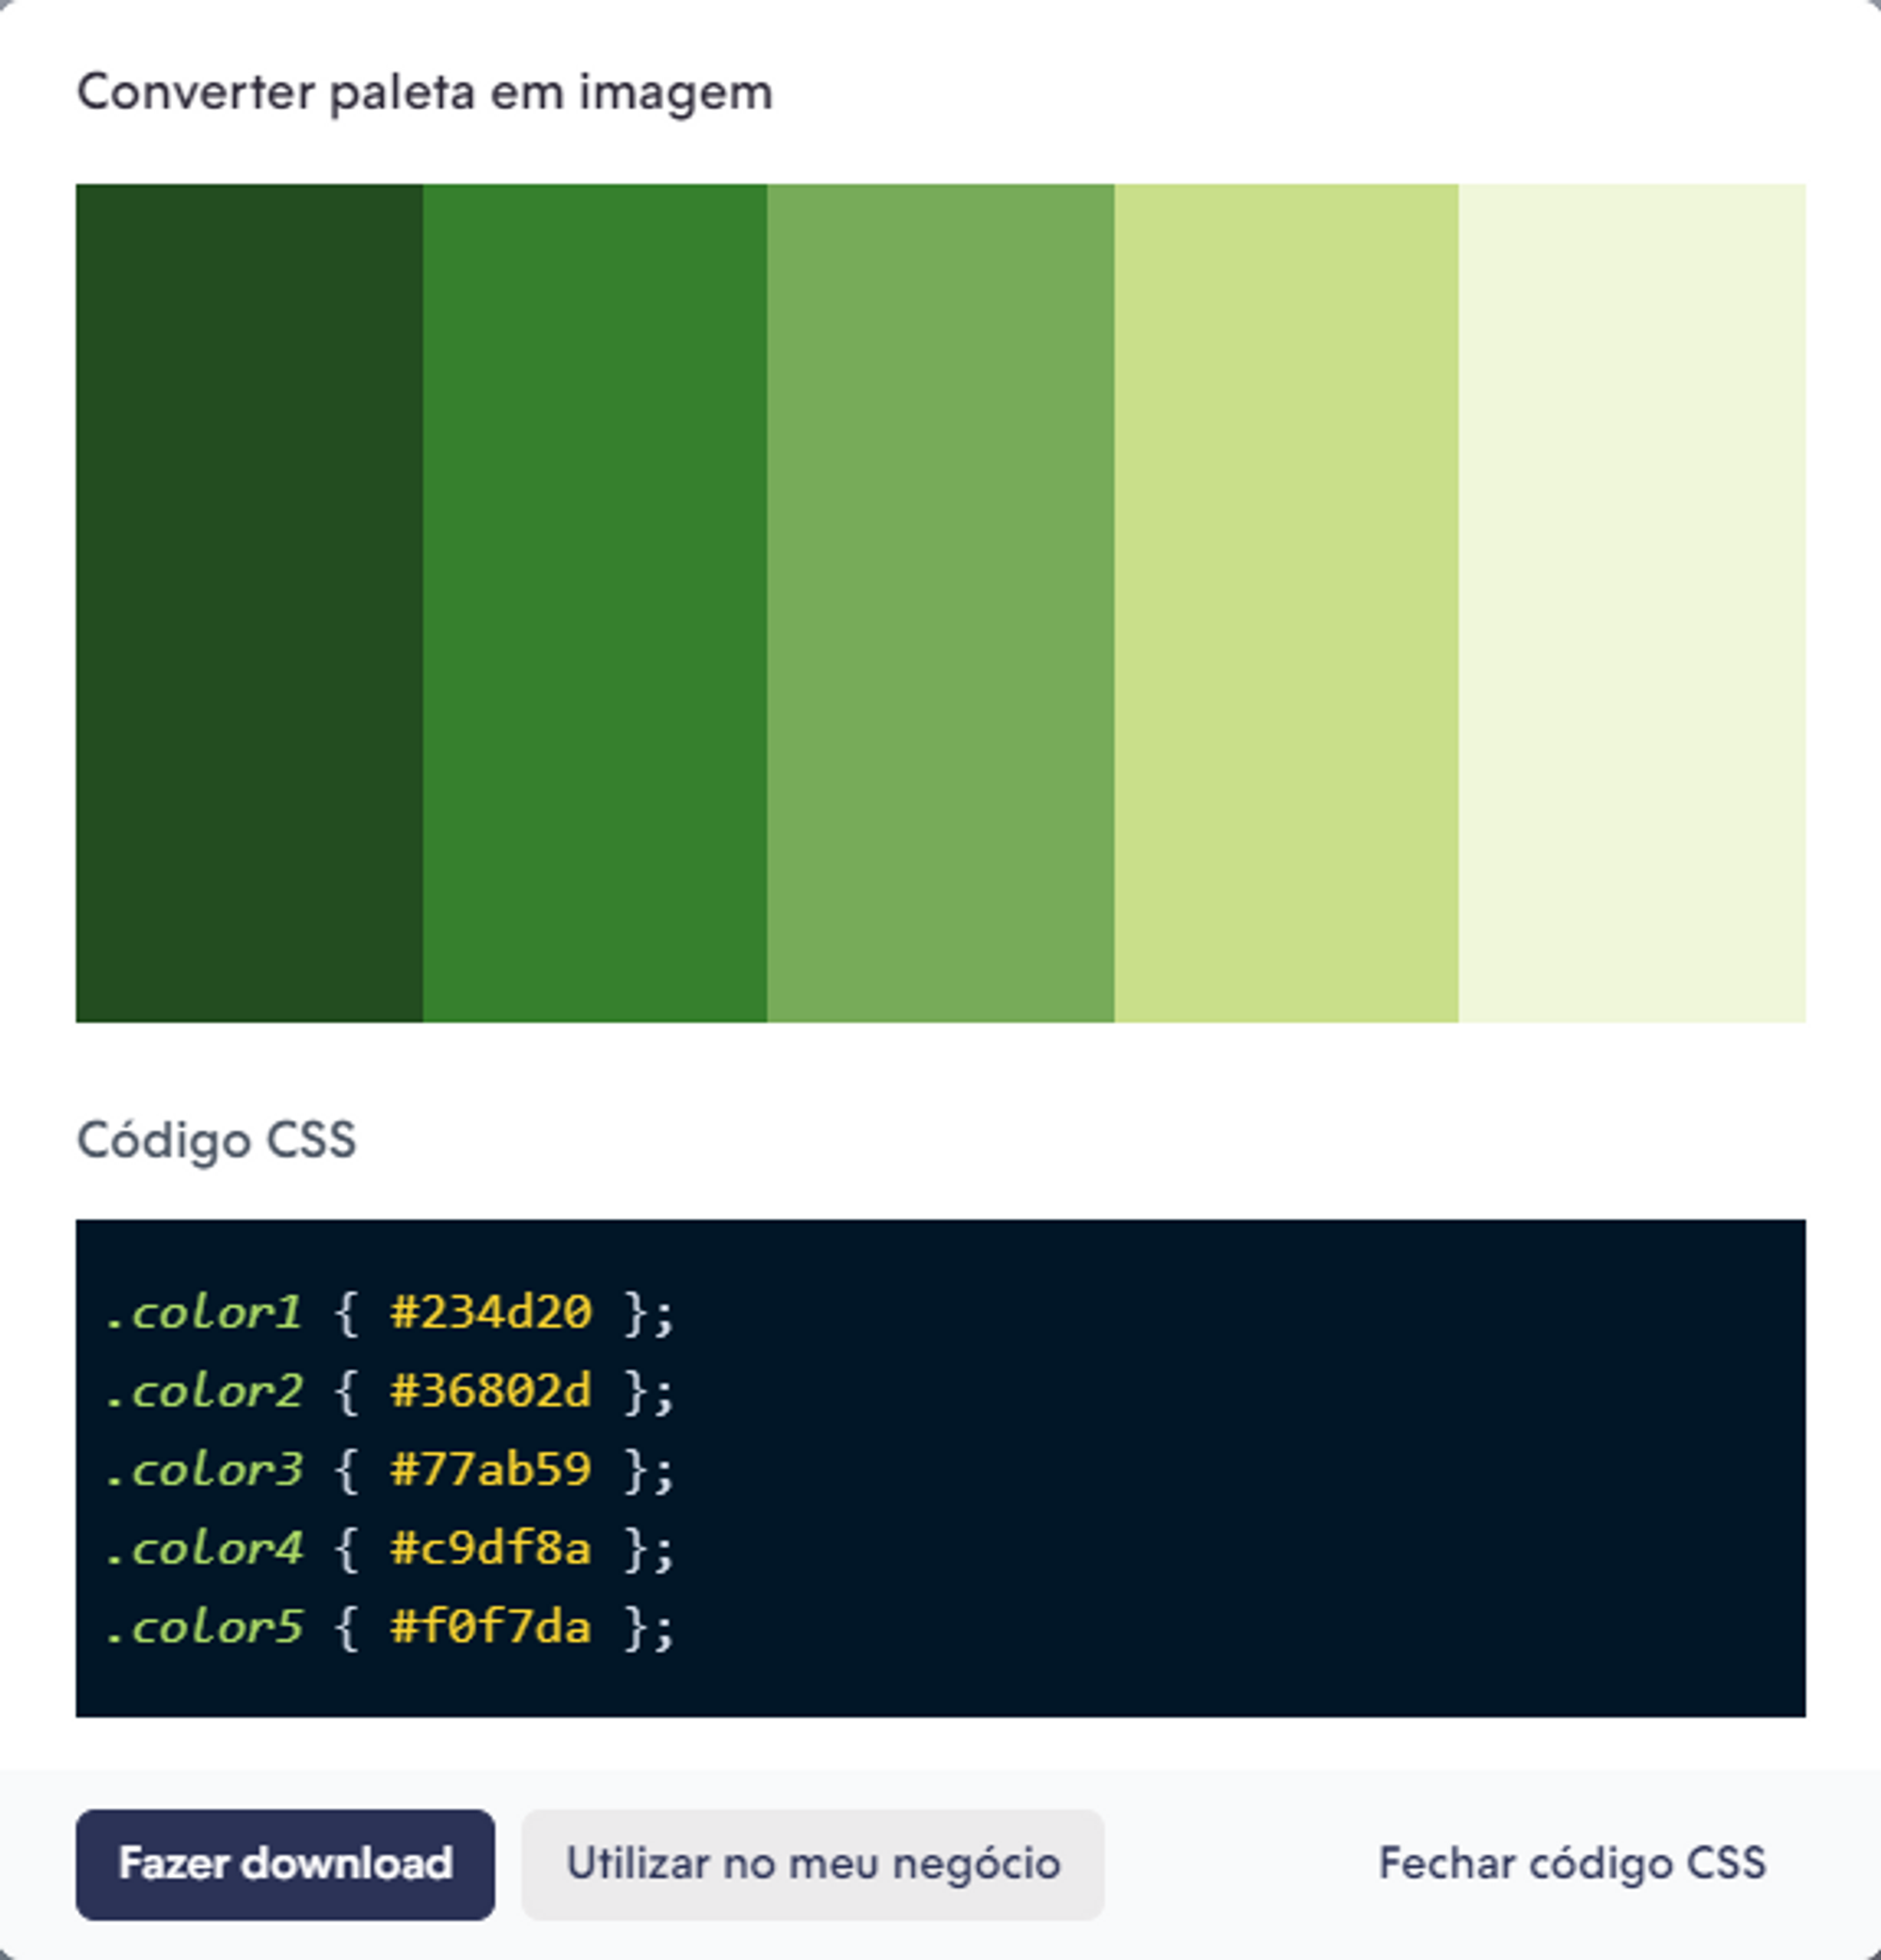 Converter paleta em imagem
Código CSS
.color1 { #234d20 };
.color2 { #36802d };
.color3 { #77ab59 };
.color4 { #c9df8a };
.color5 { #f0f7da };
Fazer download
Utilizar no meu negócio
Fechar código CSS